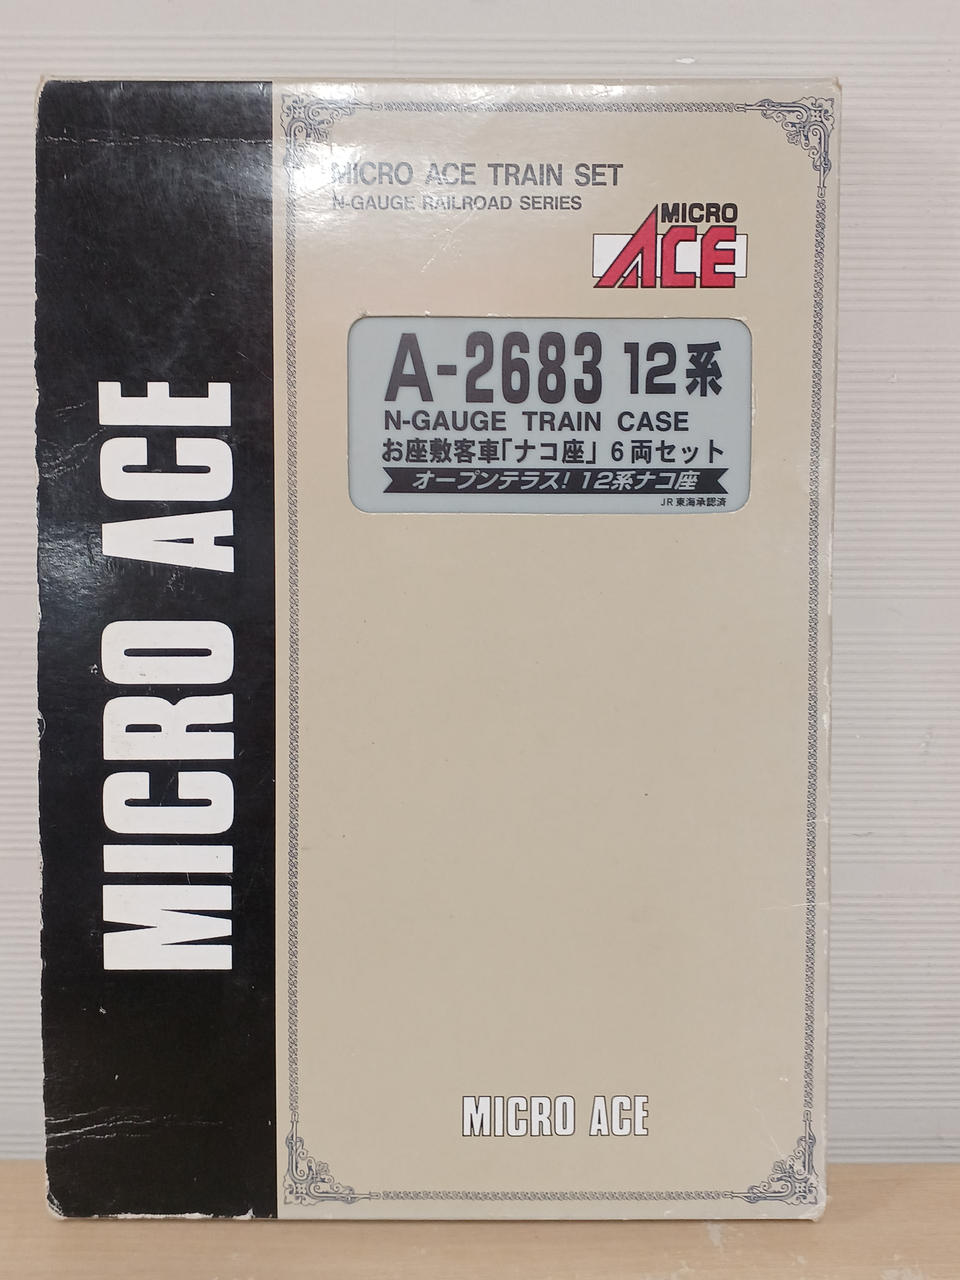 MICRO ACE
MICRO ACE TRAIN SET
N-GAUGE RAILROAD SERIES
MICRO
ACE
A-2683 12系
N-GAUGE TRAIN CASE
お座敷客車「ナコ座」6両セット
オープンテラス! 12系ナコ座
JR東海承認済
MICRO ACE